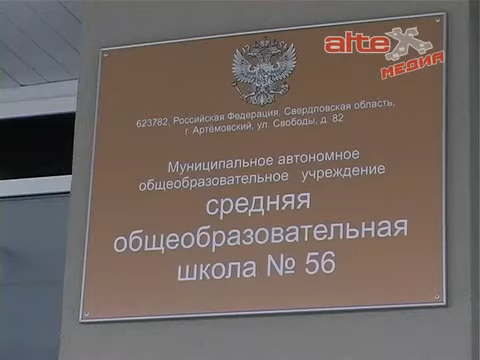 alteX
МЕДИА
623782. Российская Федерация, Свердловская область,
г. Артёмовский, ул. Свободы, д. 82
Муниципальное автономное
общеобразовательное учреждение
средняя
общеобразовательная
школа № 56